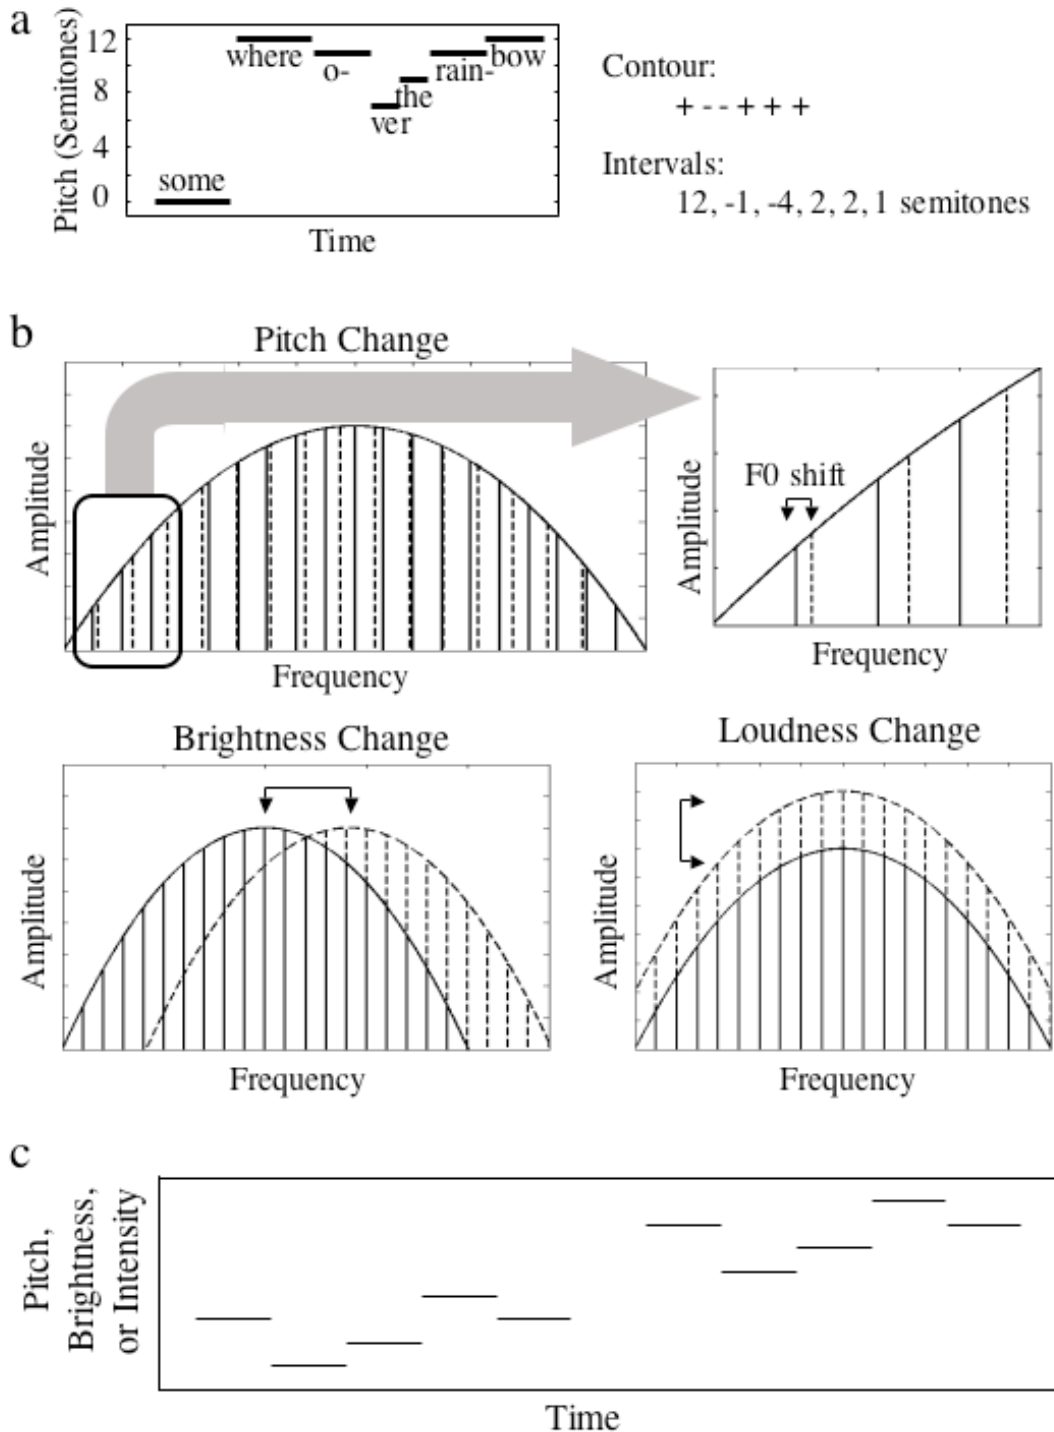 a
12
8
4
0
Pitch (Semitones)
some
where
o-
ver
the
rain-
bow
Time
Contour:
+ - - + + +
Intervals:
12, -1, -4, 2, 2, 1 semitones
b
Pitch Change
Amplitude
Frequency
F0 shift
Amplitude
Frequency
Brightness Change
Amplitude
Frequency
Loudness Change
Amplitude
Frequency
c
Pitch,
Brightness,
or Intensity
Time